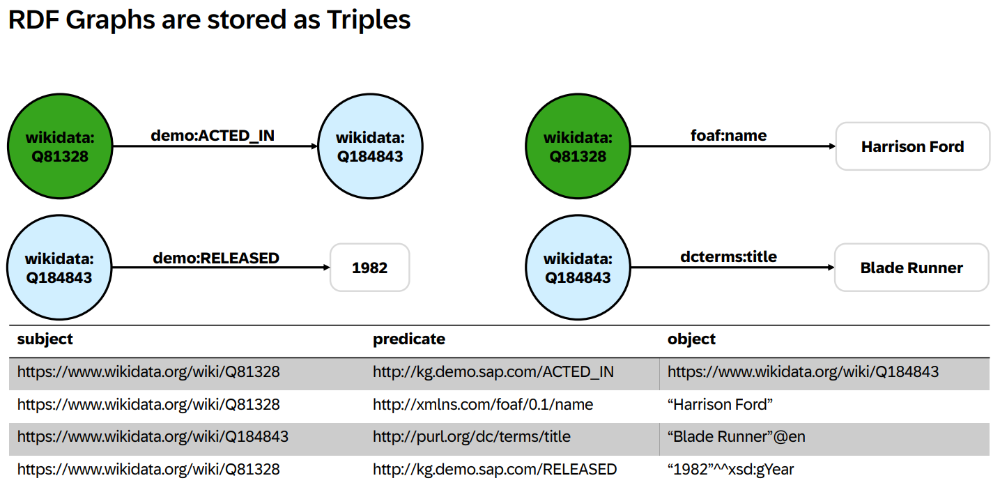 RDF Graphs are stored as Triples
wikidata:
Q81328
demo:ACTED_IN
wikidata:
Q184843
wikidata:
Q81328
foaf:name
Harrison Ford
wikidata:
Q184843
demo:RELEASED
1982
wikidata:
Q184843
dcterms:title
Blade Runner
subject predicate object
https://www.wikidata.org/wiki/Q81328 http://kg.demo.sap.com/ACTED_IN https://www.wikidata.org/wiki/Q184843
https://www.wikidata.org/wiki/Q81328 http://xmlns.com/foaf/0.1/name “Harrison Ford”
https://www.wikidata.org/wiki/Q184843 http://purl.org/dc/terms/title “Blade Runner”@en
https://www.wikidata.org/wiki/Q81328 http://kg.demo.sap.com/RELEASED “1982”^^xsd:gYear